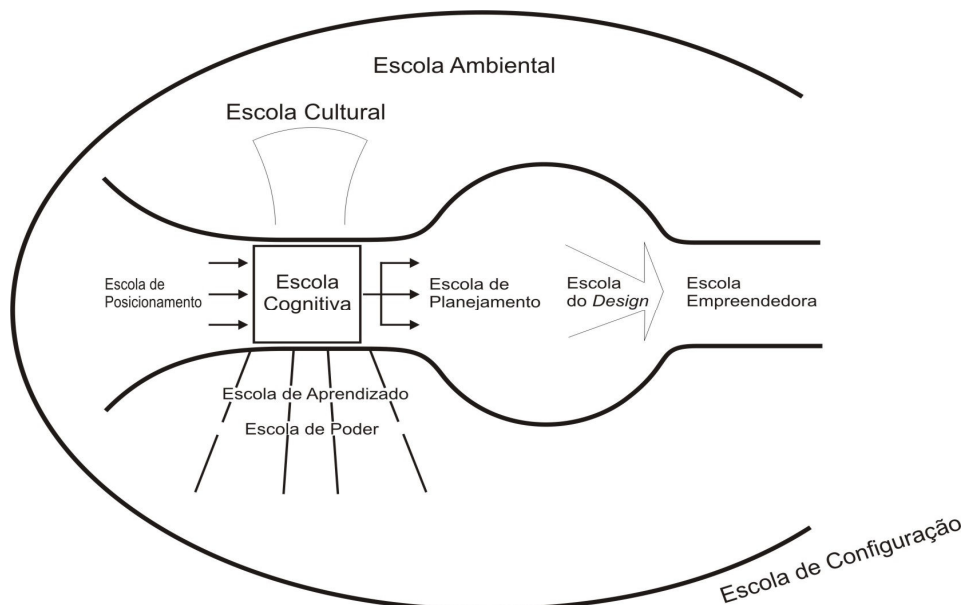 Escola Ambiental
Escola Cultural
Escola de
Posicionamento
Escola
Cognitiva
Escola de
Planejamento
Escola
do Design
Escola
Empreendedora
Escola de Aprendizado
Escola de Poder
Escola de Configuração